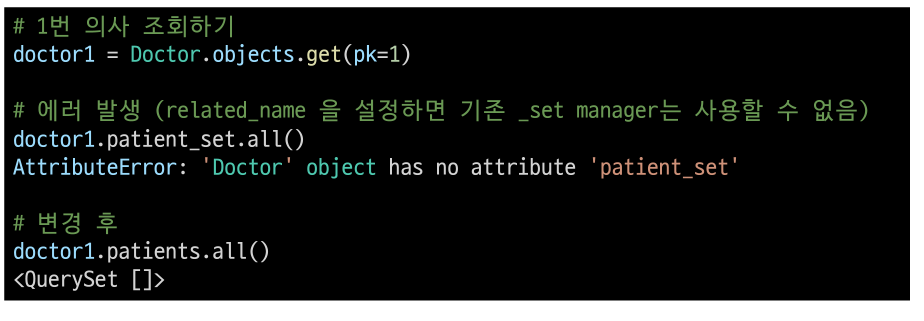 # 1번 의사 조회하기
doctor1 = Doctor.objects.get(pk=1)
# 에러 발생 (related_name 을 설정하면 기존 _set manager는 사용할 수 없음)
doctor1.patient_set.all()
AttributeError: 'Doctor' object has no attribute 'patient_set'
# 변경 후
doctor1.patients.all()
<QuerySet []>